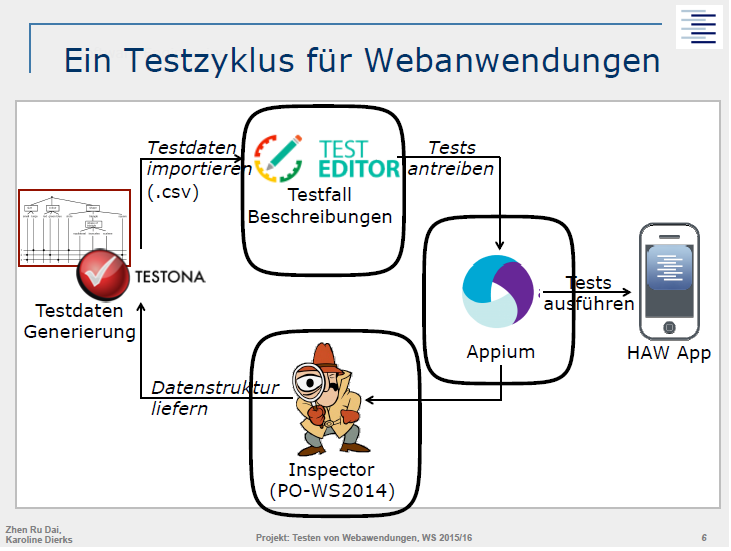 Ein Testzyklus für Webanwendungen
Testdaten
importieren
(.csv)
TEST
EDITOR
Testfall
Beschreibungen
Tests
antreiben
TESTONA
Testdaten
Generierung
Appium
Tests
ausführen
HAW App
Datenstruktur
liefern
Inspector
(PO-WS2014)
Zhen Ru Dai,
Karoline Dierks
Projekt: Testen von Webawendungen, WS 2015/16
6